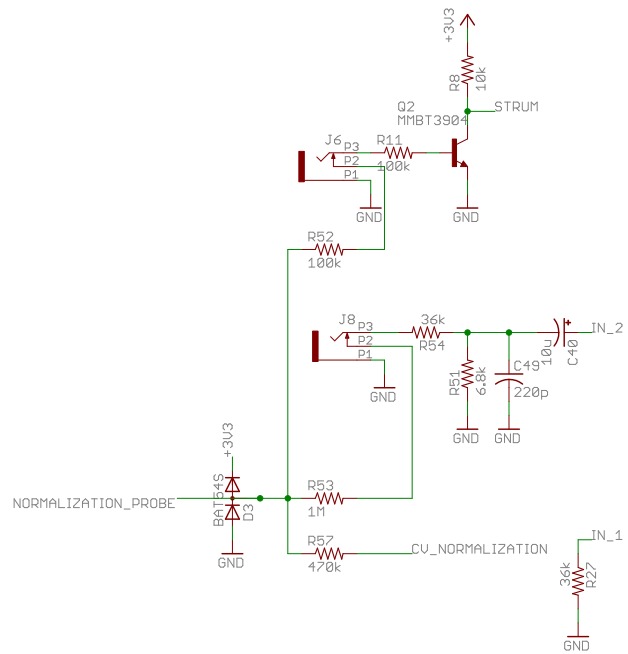 +3V3
R8
10k
Q2
MMBT3904
STRUM
J6
P3
P2
P1
R11
100k
GND
GND
R52
100k
J8
P3
P2
P1
36k
R54
IN_2
10u
C40
R51
6.8k
C49
220p
GND
GND
GND
+3V3
NORMALIZATION_PROBE
BAT54S
D3
GND
R53
1M
R57
470k
CV_NORMALIZATION
IN_1
36k
R27
GND